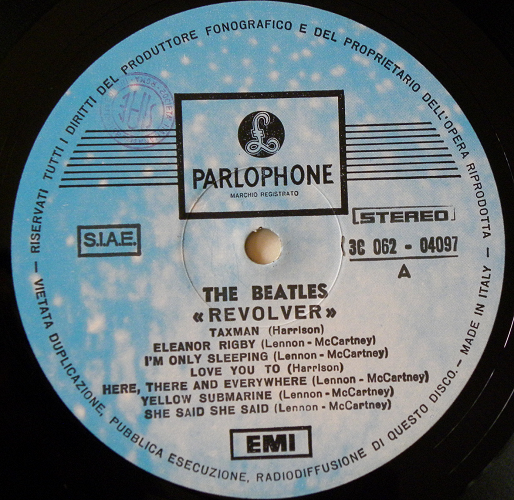 RISERVATI TUTTI I DIRITTI DEL PRODUTTORE FONOGRAFICO E DEL PROPRIETARIO DELL'OPERA RIPRODOTTA
— VIETATA DUPLICAZIONE, PUBBLICA ESECUZIONE, RADIODIFFUSIONE DI QUESTO DISCO. — MADE IN ITALY —
£
PARLOPHONE
MARCHIO REGISTRATO
S.I.A.E.
STEREO
3C 062 - 04097
A
THE BEATLES
«REVOLVER»
TAXMAN (Harrison)
ELEANOR RIGBY (Lennon - McCartney)
I'M ONLY SLEEPING (Lennon - McCartney)
LOVE YOU TO (Harrison)
HERE, THERE AND EVERYWHERE (Lennon - McCartney)
YELLOW SUBMARINE (Lennon - McCartney)
SHE SAID SHE SAID (Lennon - McCartney)
EMI